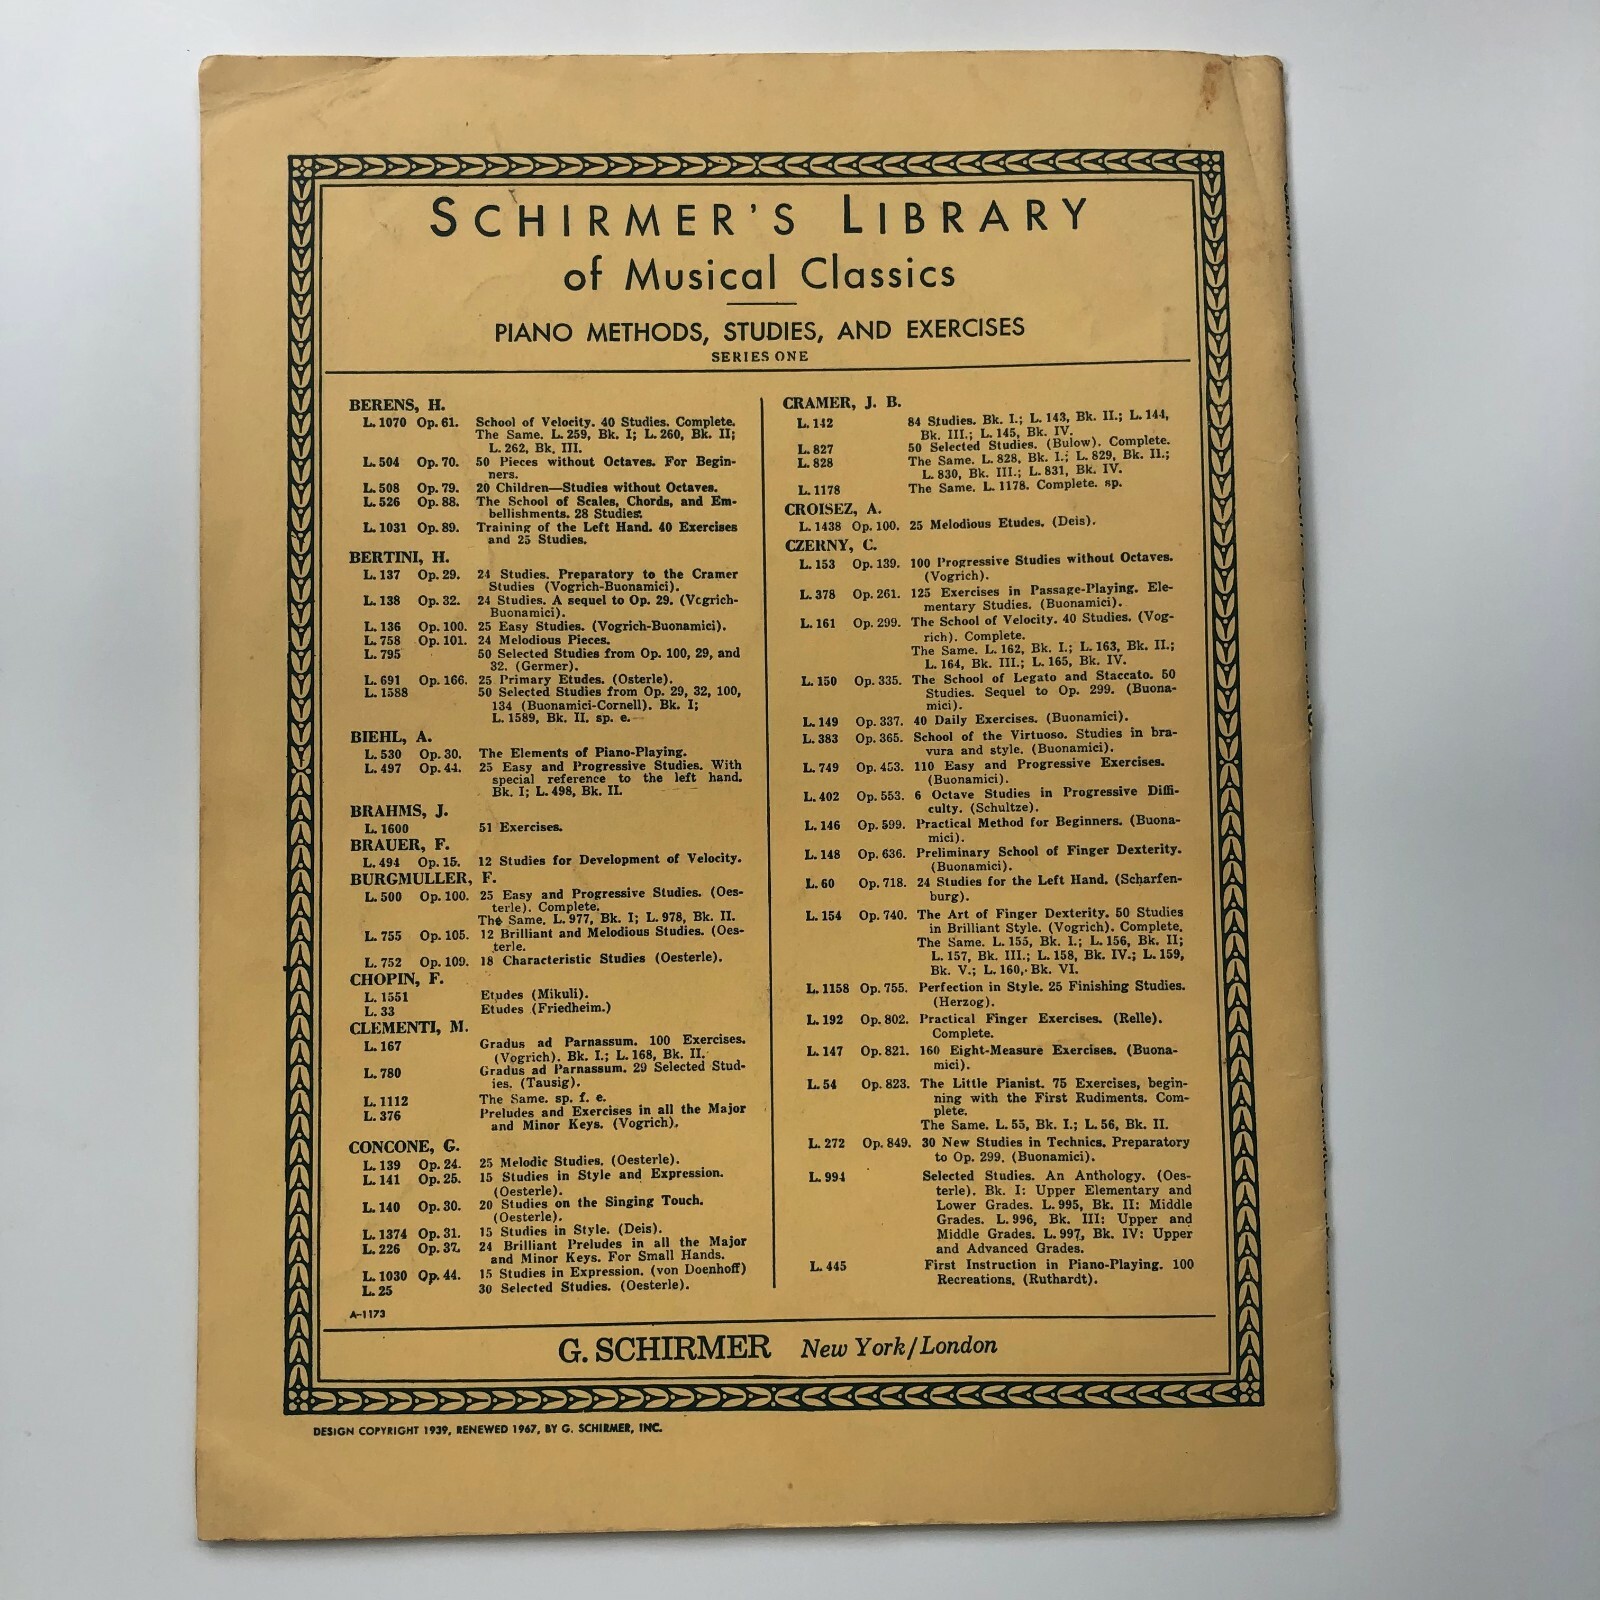 SCHIRMER'S LIBRARY
of Musical Classics
PIANO METHODS, STUDIES, AND EXERCISES
SERIES ONE
BERENS, H.
L. 1070 Op. 61. School of Velocity. 40 Studies. Complete.
The Same. L. 259, Bk. I; L. 260, Bk. II;
L. 262, Bk. III.
L. 504 Op. 70. 50 Pieces without Octaves. For Begin-
ners.
L. 508 Op. 79. 20 Children—Studies without Octaves.
L. 526 Op. 88. The School of Scales, Chords, and Em-
bellishments. 28 Studies.
L. 1031 Op. 89. Training of the Left Hand. 40 Exercises
and 25 Studies.
BERTINI, H.
L. 137 Op. 29. 24 Studies. Preparatory to the Cramer
Studies (Vogrich-Buonamici).
L. 138 Op. 32. 24 Studies. A sequel to Op. 29. (Vogrich-
Buonamici).
L. 136 Op. 100. 25 Easy Studies. (Vogrich-Buonamici).
L. 758 Op. 101. 24 Melodious Pieces.
L. 795 50 Selected Studies from Op. 100, 29, and
32. (Germer).
L. 691 Op. 166. 25 Primary Etudes. (Osterle).
L. 1588 50 Selected Studies from Op. 29, 32, 100,
134 (Buonamici-Cornell). Bk. I;
L. 1589, Bk. II. sp. e.
BIEHL, A.
L. 530 Op. 30. The Elements of Piano-Playing.
L. 497 Op. 44. 25 Easy and Progressive Studies. With
special reference to the left hand.
Bk. I; L. 498, Bk. II.
BRAHMS, J.
L. 1600 51 Exercises.
BRAUER, F.
L. 494 Op. 15. 12 Studies for Development of Velocity.
BURGMULLER, F.
L. 500 Op. 100. 25 Easy and Progressive Studies. (Oes-
terle). Complete.
The Same. L. 977, Bk. I; L. 978, Bk. II.
L. 755 Op. 105. 12 Brilliant and Melodious Studies. (Oes-
terle.
L. 752 Op. 109. 18 Characteristic Studies (Oesterle).
CHOPIN, F.
L. 1551 Etudes (Mikuli).
L. 33 Etudes (Friedheim.)
CLEMENTI, M.
L. 167 Gradus ad Parnassum. 100 Exercises.
(Vogrich). Bk. I.; L. 168, Bk. II.
L. 780 Gradus ad Parnassum. 29 Selected Stud-
ies. (Tausig).
L. 1112 The Same. sp. f. e.
L. 376 Preludes and Exercises in all the Major
and Minor Keys. (Vogrich).
CONCONE, G.
L. 139 Op. 24. 25 Melodic Studies. (Oesterle).
L. 141 Op. 25. 15 Studies in Style and Expression.
(Oesterle).
L. 140 Op. 30. 20 Studies on the Singing Touch.
(Oesterle).
L. 1374 Op. 31. 15 Studies in Style. (Deis).
L. 226 Op. 37. 24 Brilliant Preludes in all the Major
and Minor Keys. For Small Hands.
L. 1030 Op. 44. 15 Studies in Expression. (von Doenhoff)
L. 25 30 Selected Studies. (Oesterle).
A-1173
CRAMER, J. B.
L. 142 84 Studies. Bk. I.; L. 143, Bk. II.; L. 144,
Bk. III.; L. 145, Bk. IV.
L. 827 50 Selected Studies. (Bulow). Complete.
L. 828 The Same. L. 828, Bk. I.; L. 829, Bk. II.;
L. 830, Bk. III.; L. 831, Bk. IV.
L. 1178 The Same. L. 1178. Complete. sp.
CROISEZ, A.
L. 1438 Op. 100. 25 Melodious Etudes. (Deis).
CZERNY, C.
L. 153 Op. 139. 100 Progressive Studies without Octaves.
(Vogrich).
L. 378 Op. 261. 125 Exercises in Passage-Playing. Ele-
mentary Studies. (Buonamici).
L. 161 Op. 299. The School of Velocity. 40 Studies. (Vog-
rich). Complete.
The Same. L. 162, Bk. I.; L. 163, Bk. II.;
L. 164, Bk. III.; L. 165, Bk. IV.
L. 150 Op. 335. The School of Legato and Staccato. 50
Studies. Sequel to Op. 299. (Buona-
mici).
L. 149 Op. 337. 40 Daily Exercises. (Buonamici).
L. 383 Op. 365. School of the Virtuoso. Studies in bra-
vura and style. (Buonamici).
L. 749 Op. 453. 110 Easy and Progressive Exercises.
(Buonamici).
L. 402 Op. 553. 6 Octave Studies in Progressive Diffi-
culty. (Schultze).
L. 146 Op. 599. Practical Method for Beginners. (Buona-
mici).
L. 148 Op. 636. Preliminary School of Finger Dexterity.
(Buonamici).
L. 60 Op. 718. 24 Studies for the Left Hand. (Scharfen-
burg).
L. 154 Op. 740. The Art of Finger Dexterity. 50 Studies
in Brilliant Style. (Vogrich). Complete.
The Same. L. 155, Bk. I.; L. 156, Bk. II;
L. 157, Bk. III.; L. 158, Bk. IV.; L. 159,
Bk. V.; L. 160, Bk. VI.
L. 1158 Op. 755. Perfection in Style. 25 Finishing Studies.
(Herzog).
L. 192 Op. 802. Practical Finger Exercises. (Relle).
Complete.
L. 147 Op. 821. 160 Eight-Measure Exercises. (Buona-
mici).
L. 54 Op. 823. The Little Pianist. 75 Exercises, begin-
ning with the First Rudiments. Com-
plete.
The Same. L. 55, Bk. I.; L. 56, Bk. II.
L. 272 Op. 849. 30 New Studies in Technics. Preparatory
to Op. 299. (Buonamici).
L. 994 Selected Studies. An Anthology. (Oes-
terle). Bk. I: Upper Elementary and
Lower Grades. L. 995, Bk. II: Middle
Grades. L. 996, Bk. III: Upper and
Middle Grades. L. 997, Bk. IV: Upper
and Advanced Grades.
L. 445 First Instruction in Piano-Playing. 100
Recreations. (Ruthardt).
G. SCHIRMER New York/London
DESIGN COPYRIGHT 1939, RENEWED 1967, BY G. SCHIRMER, INC.